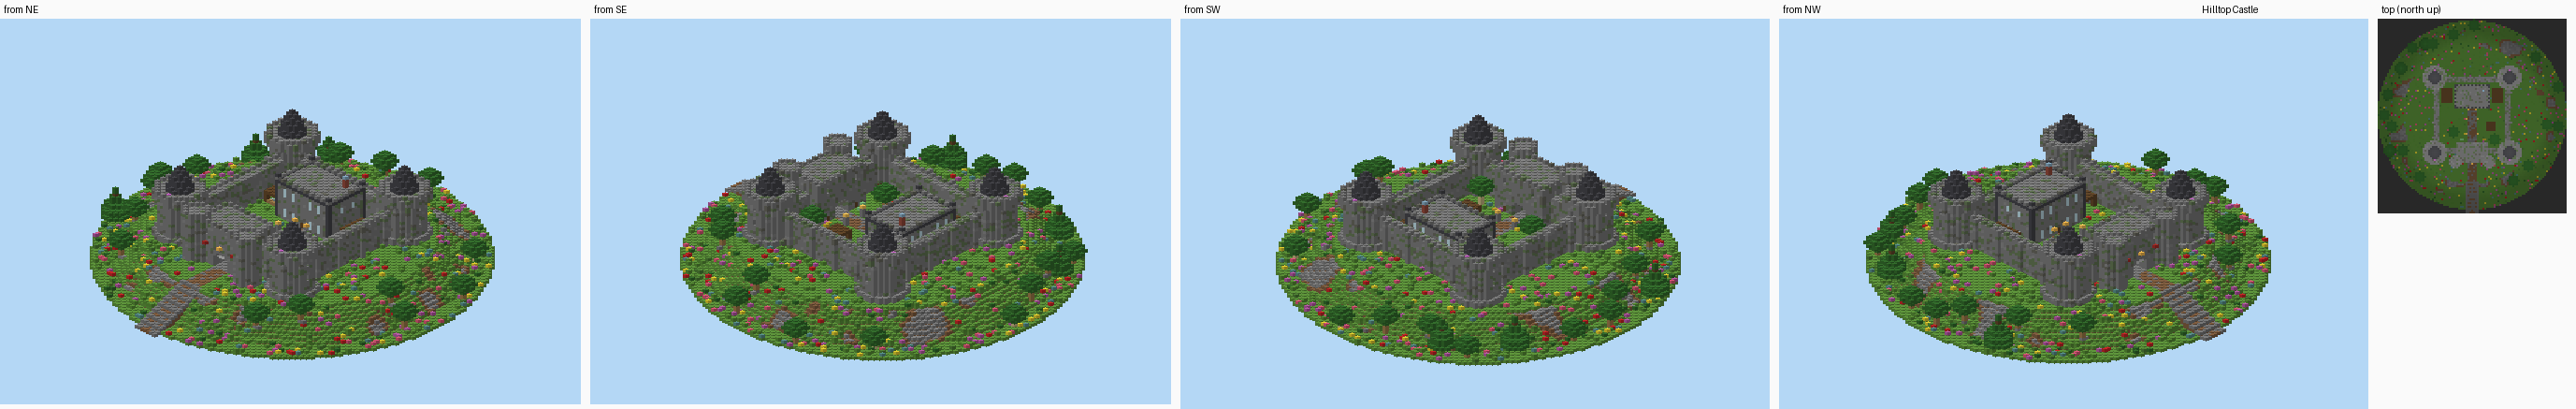 from NE
from SE
from SW
from NW
Hilltop Castle
top (north up)